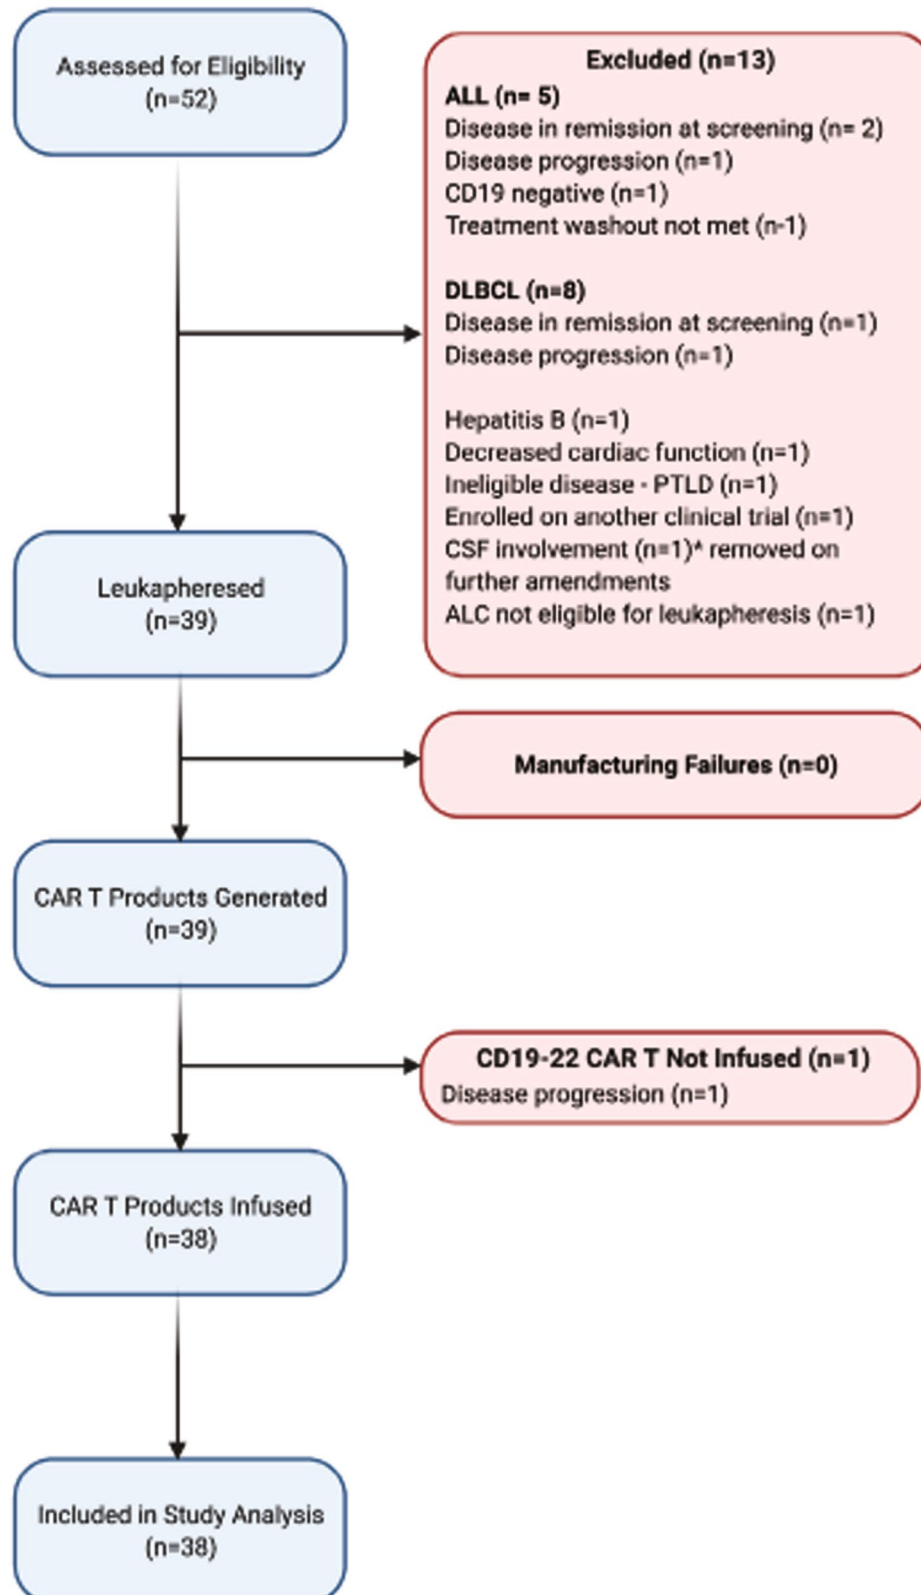 Assessed for Eligibility
(n=52)
Excluded (n=13)
ALL (n= 5)
Disease in remission at screening (n= 2)
Disease progression (n=1)
CD19 negative (n=1)
Treatment washout not met (n-1)
DLBCL (n=8)
Disease in remission at screening (n=1)
Disease progression (n=1)
Hepatitis B (n=1)
Decreased cardiac function (n=1)
Ineligible disease - PTLD (n=1)
Enrolled on another clinical trial (n=1)
CSF involvement (n=1)^ removed on
further amendments
ALC not eligible for leukapheresis (n=1)
Leukapheresed
(n=39)
Manufacturing Failures (n=0)
CAR T Products Generated
(n=39)
CD19-22 CAR T Not Infused (n=1)
Disease progression (n=1)
CAR T Products Infused
(n=38)
Included in Study Analysis
(n=38)